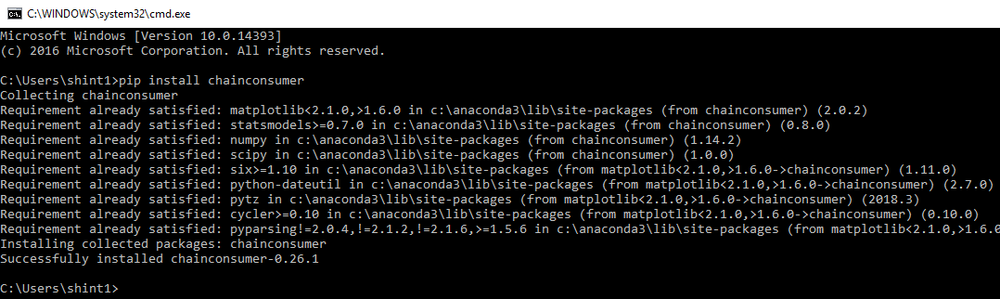 C:\WINDOWS\system32\cmd.exe
Microsoft Windows [Version 10.0.14393]
(c) 2016 Microsoft Corporation. All rights reserved.
C:\Users\shint1>pip install chainconsumer
Collecting chainconsumer
Requirement already satisfied: matplotlib<2.1.0,>1.6.0 in c:\anaconda3\lib\site-packages (from chainconsumer) (2.0.2)
Requirement already satisfied: statsmodels>=0.7.0 in c:\anaconda3\lib\site-packages (from chainconsumer) (0.8.0)
Requirement already satisfied: numpy in c:\anaconda3\lib\site-packages (from chainconsumer) (1.14.2)
Requirement already satisfied: scipy in c:\anaconda3\lib\site-packages (from chainconsumer) (1.0.0)
Requirement already satisfied: six>=1.10 in c:\anaconda3\lib\site-packages (from matplotlib<2.1.0,>1.6.0->chainconsumer) (1.11.0)
Requirement already satisfied: python-dateutil in c:\anaconda3\lib\site-packages (from matplotlib<2.1.0,>1.6.0->chainconsumer) (2.7.0)
Requirement already satisfied: pytz in c:\anaconda3\lib\site-packages (from matplotlib<2.1.0,>1.6.0->chainconsumer) (2018.3)
Requirement already satisfied: cycler>=0.10 in c:\anaconda3\lib\site-packages (from matplotlib<2.1.0,>1.6.0->chainconsumer) (0.10.0)
Requirement already satisfied: pyparsing!=2.0.4,!=2.1.2,!=2.1.6,>=1.5.6 in c:\anaconda3\lib\site-packages (from matplotlib<2.1.0,>1.6.0
Installing collected packages: chainconsumer
Successfully installed chainconsumer-0.26.1
C:\Users\shint1>